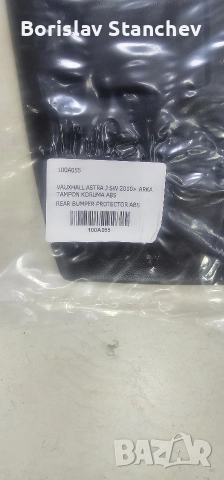 Borislav Stanchev
100A055
VAUXHALL ASTRA J SW 2010> ARKA
TAMPON KORUMA ABS
REAR BUMPER PROTECTOR ABS
100A055
BAZAR